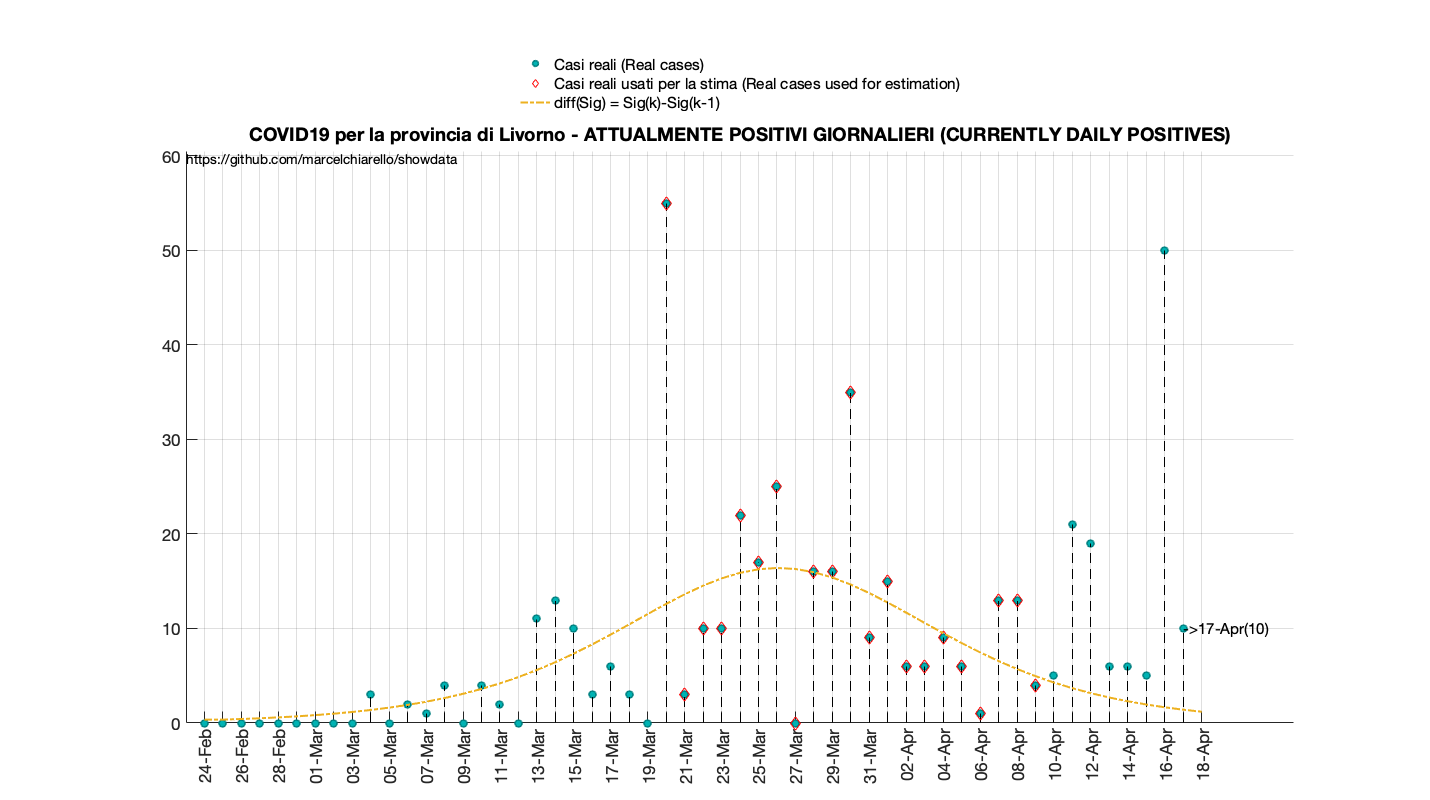 Casi reali (Real cases)
Casi reali usati per la stima (Real cases used for estimation)
diff(Sig) = Sig(k)-Sig(k-1)
COVID19 per la provincia di Livorno - ATTUALMENTE POSITIVI GIORNALIERI (CURRENTLY DAILY POSITIVES)
https://github.com/marcelchiarello/showdata
60
50
40
30
20
10
0
->17-Apr(10)
24-Feb
26-Feb
28-Feb
01-Mar
03-Mar
05-Mar
07-Mar
09-Mar
11-Mar
13-Mar
15-Mar
17-Mar
19-Mar
21-Mar
23-Mar
25-Mar
27-Mar
29-Mar
31-Mar
02-Apr
04-Apr
06-Apr
08-Apr
10-Apr
12-Apr
14-Apr
16-Apr
18-Apr